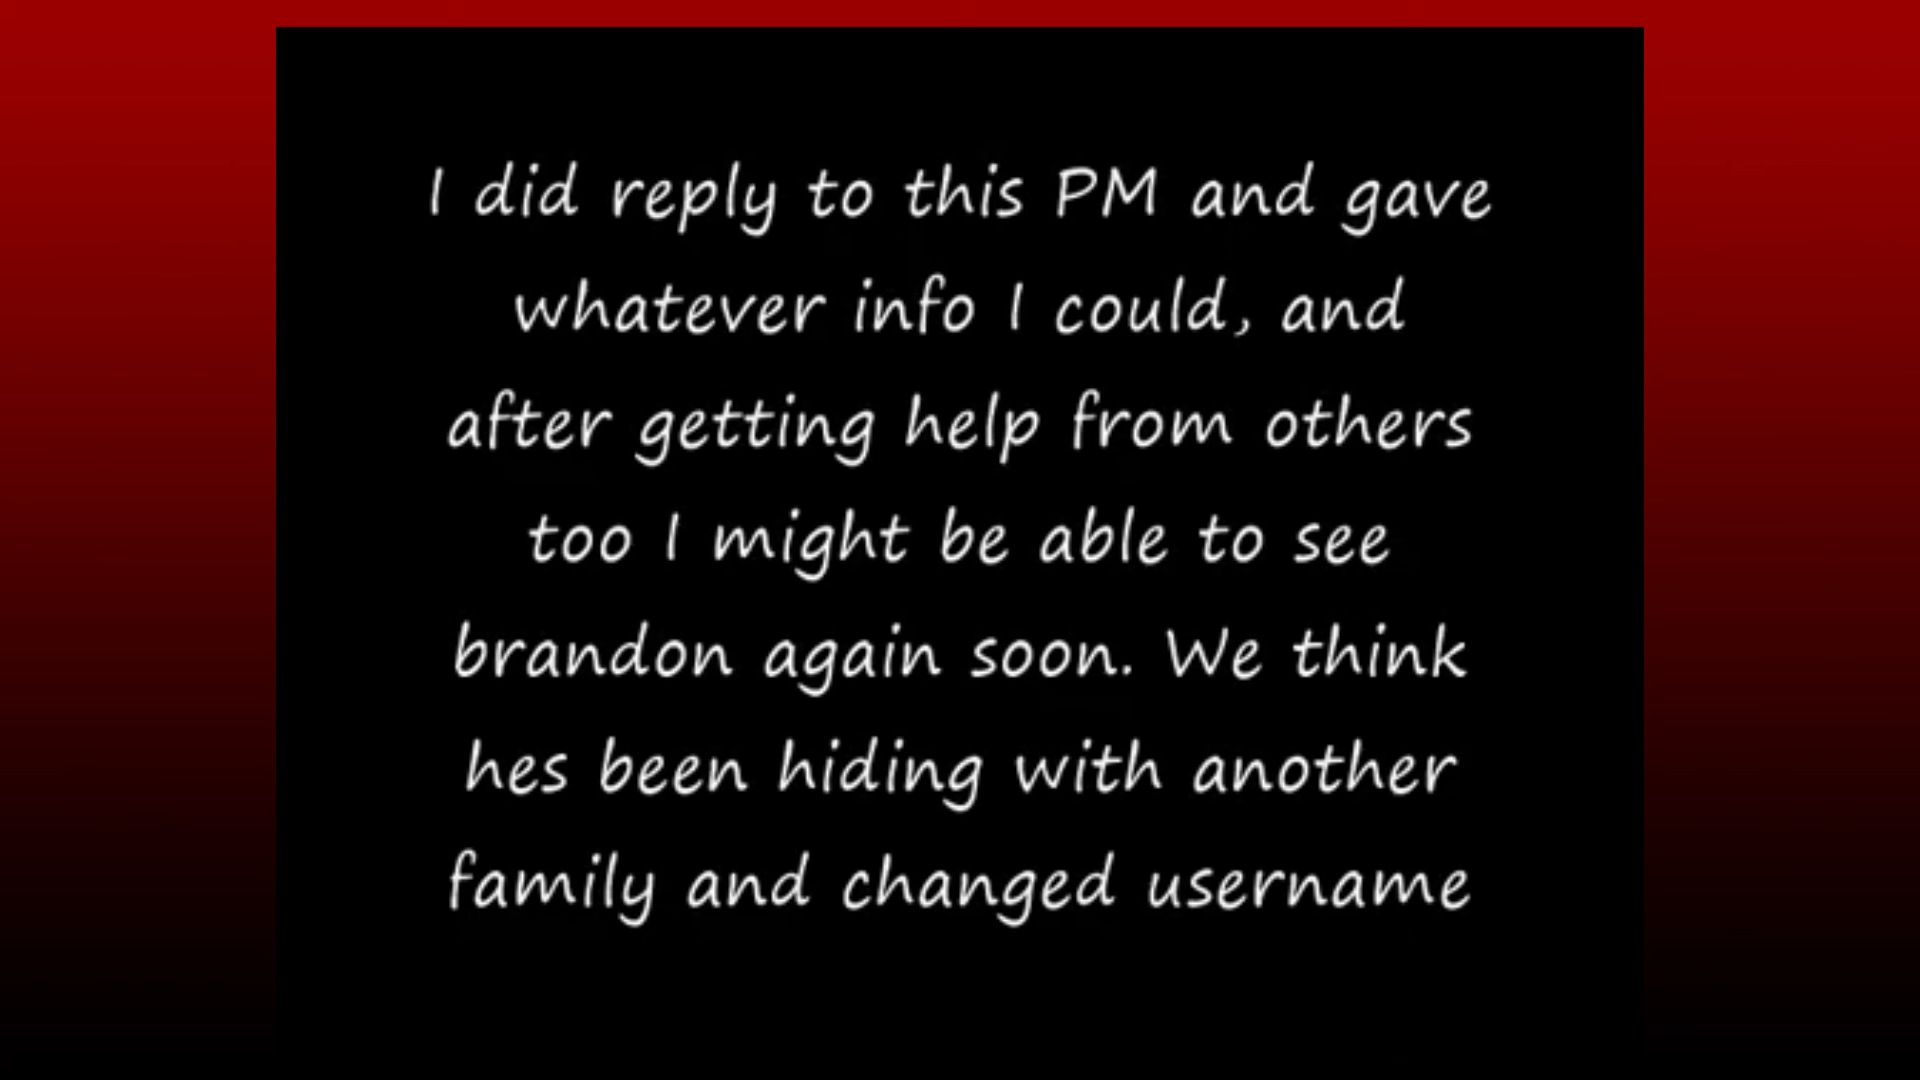 I did reply to this PM and gave
whatever info I could, and
after getting help from others
too I might be able to see
brandon again soon. We think
hes been hiding with another
family and changed username